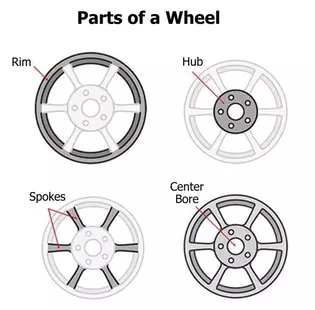 Parts of a Wheel
Rim
Hub
Spokes
Center
Bore